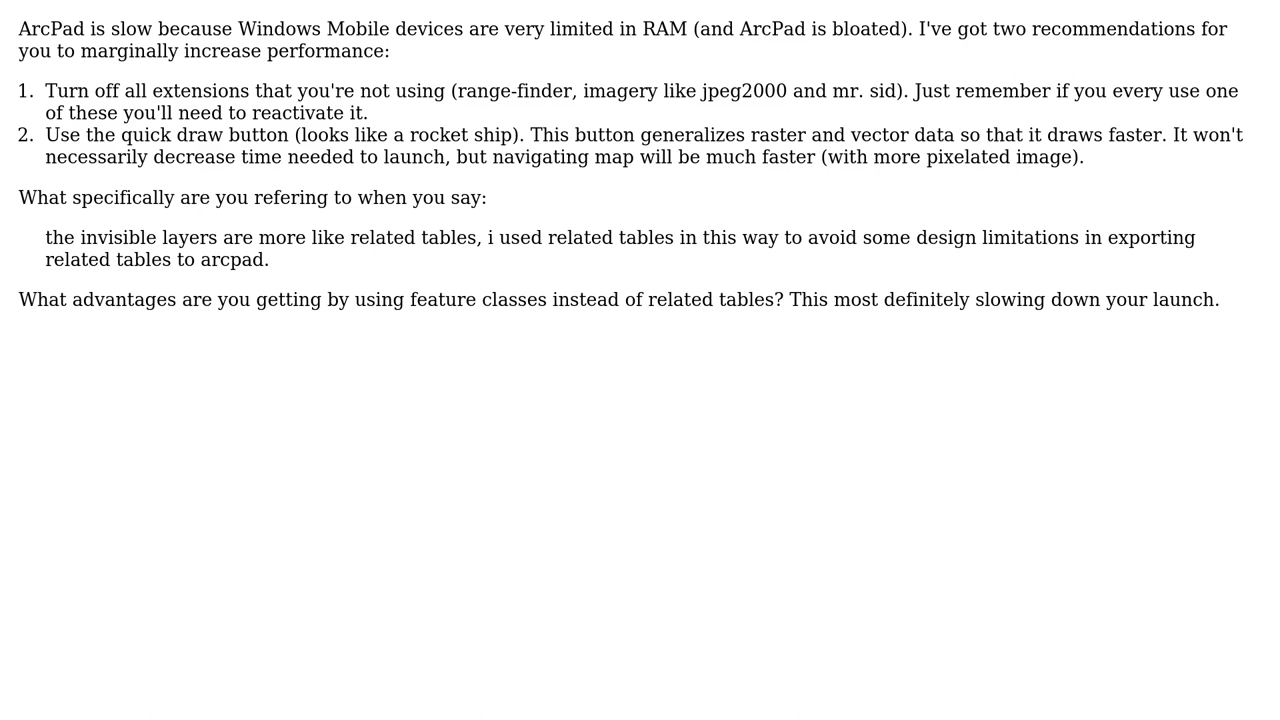 ArcPad is slow because Windows Mobile devices are very limited in RAM (and ArcPad is bloated). I've got two recommendations for
you to marginally increase performance:
1. Turn off all extensions that you're not using (range-finder, imagery like jpeg2000 and mr. sid). Just remember if you every use one
of these you'll need to reactivate it.
2. Use the quick draw button (looks like a rocket ship). This button generalizes raster and vector data so that it draws faster. It won't
necessarily decrease time needed to launch, but navigating map will be much faster (with more pixelated image).
What specifically are you refering to when you say:
the invisible layers are more like related tables, i used related tables in this way to avoid some design limitations in exporting
related tables to arcpad.
What advantages are you getting by using feature classes instead of related tables? This most definitely slowing down your launch.